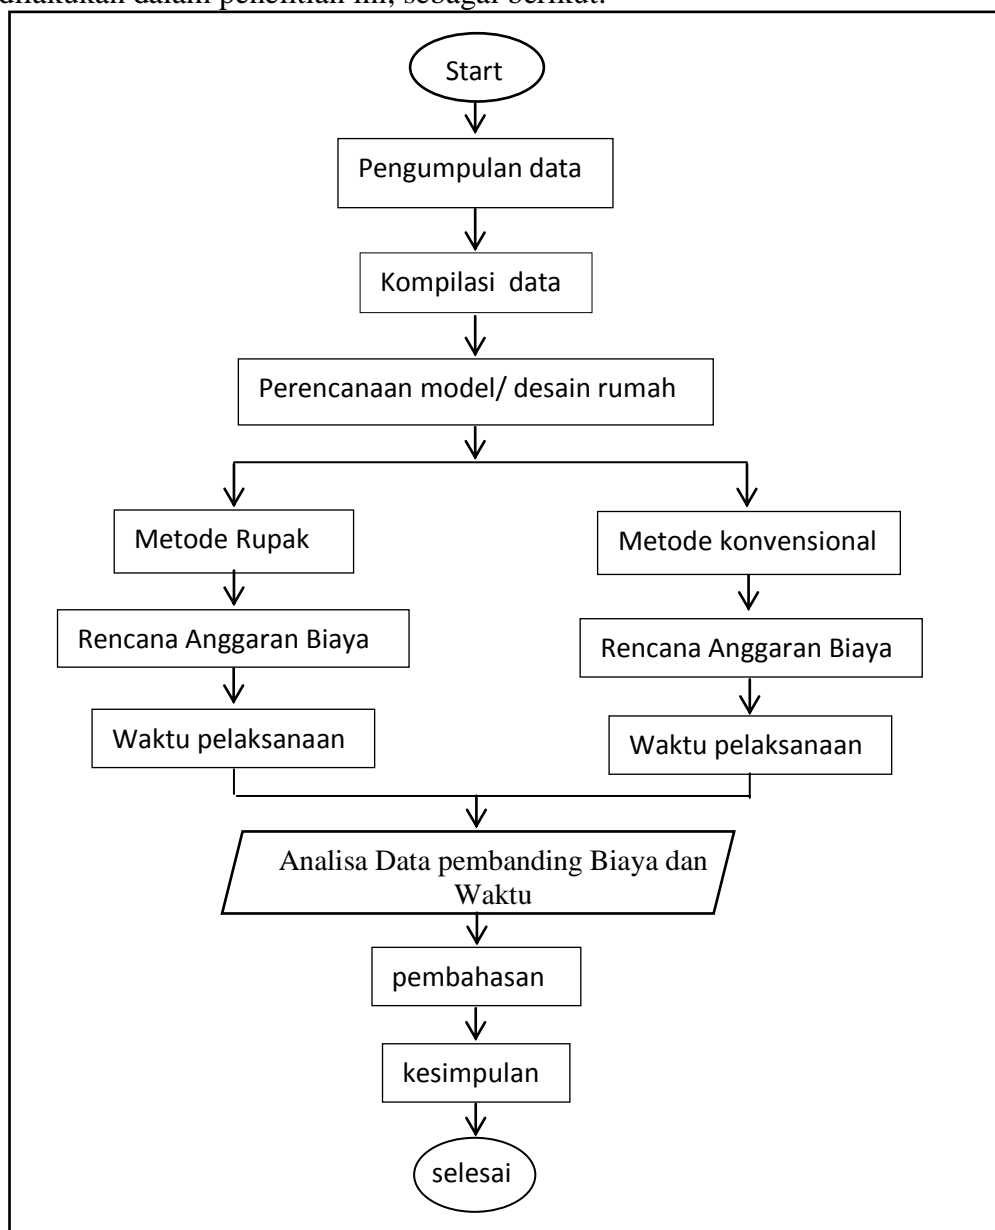 dilakukan dalam penelitian ini, sebagai berikut:
Start
Pengumpulan data
Kompilasi data
Perencanaan model/ desain rumah
Metode Rupak
Metode konvensional
Rencana Anggaran Biaya
Rencana Anggaran Biaya
Waktu pelaksanaan
Waktu pelaksanaan
Analisa Data pembanding Biaya dan
Waktu
pembahasan
kesimpulan
selesai